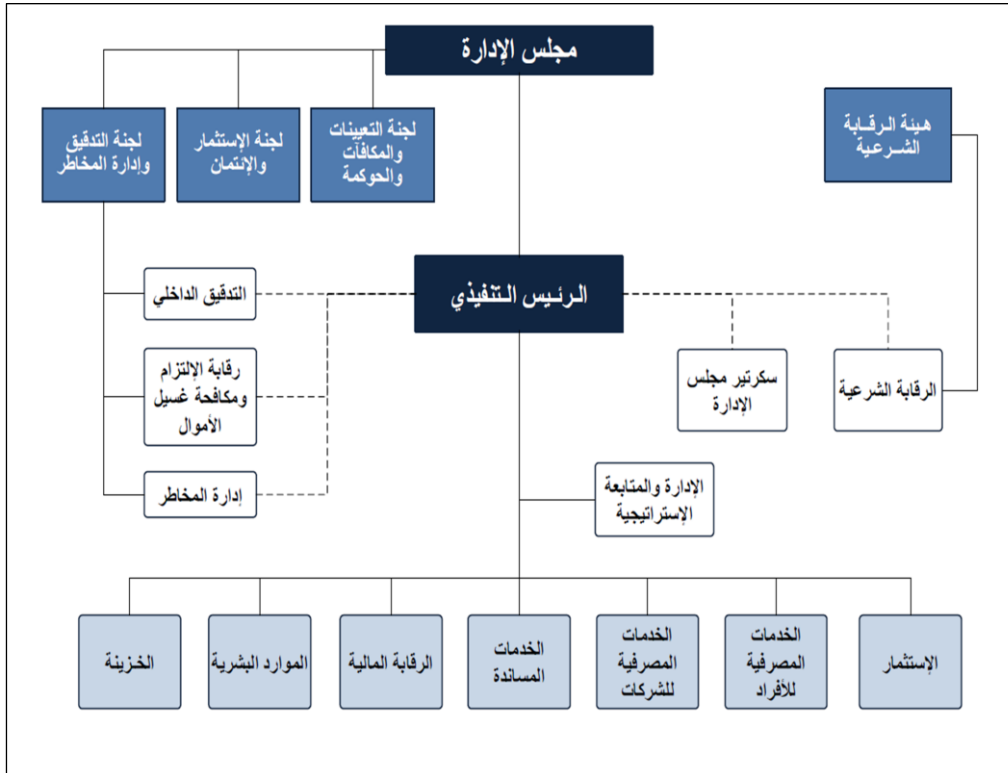 مجلس الإدارة
هيئة الرقابة
الشرعية
لجنة التعيينات
والمكافآت
والحوكمة
لجنة الإستثمار
والإئتمان
لجنة التدقيق
وإدارة المخاطر
الرئيس التنفيذي
التدقيق الداخلي
رقابة الإلتزام
ومكافحة غسيل
الأموال
إدارة المخاطر
الرقابة الشرعية
سكرتير مجلس
الإدارة
الإدارة والمتابعة
الإستراتيجية
الإستثمار
الخدمات
المصرفية
للأفراد
الخدمات
المصرفية
للشركات
الخدمات
المساندة
الرقابة المالية
الموارد البشرية
الخزينة